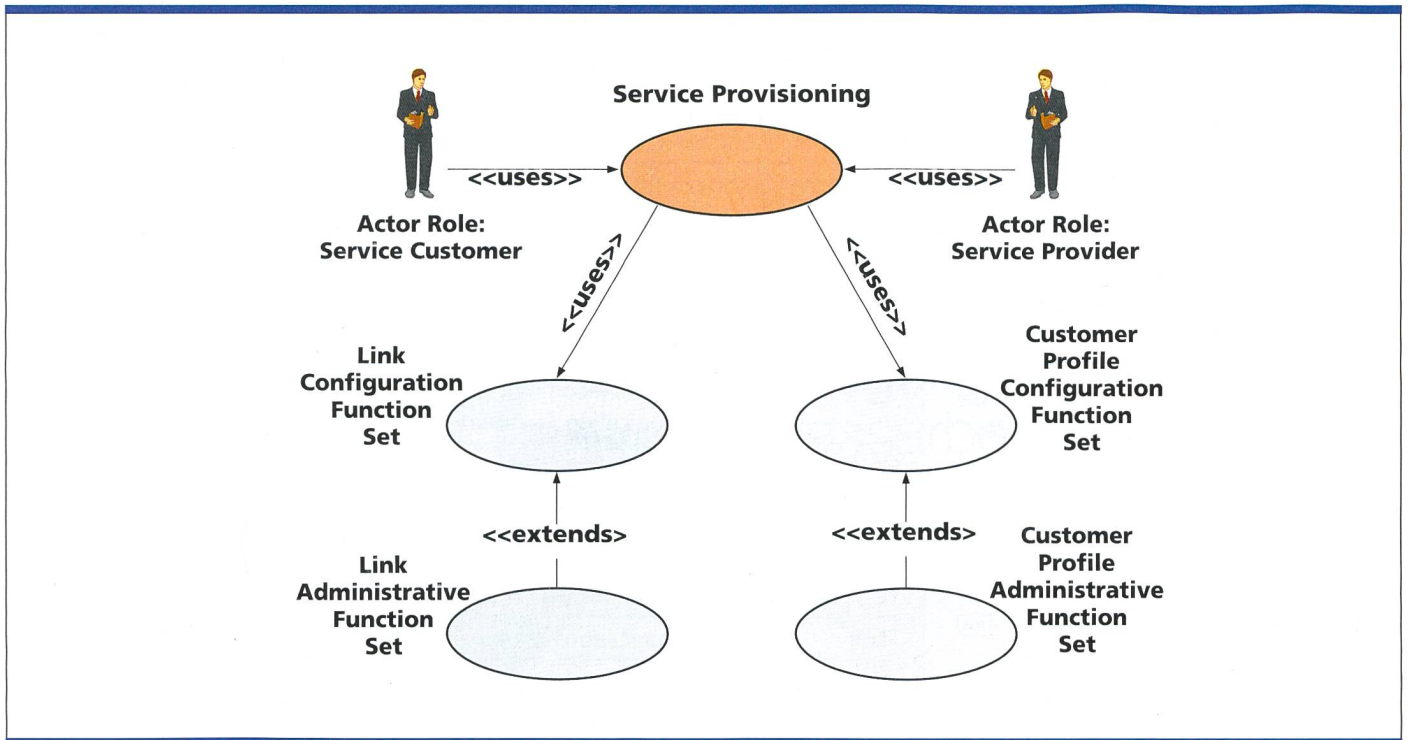 Service Provisioning
<<uses>>
<<uses>>
Actor Role:
Service Customer
Actor Role:
Service Provider
<<uses>>
<<uses>>
Link
Configuration
Function
Set
Customer
Profile
Configuration
Function
Set
<<extends>
<<extends>
Link
Administrative
Function
Set
Customer
Profile
Administrative
Function
Set